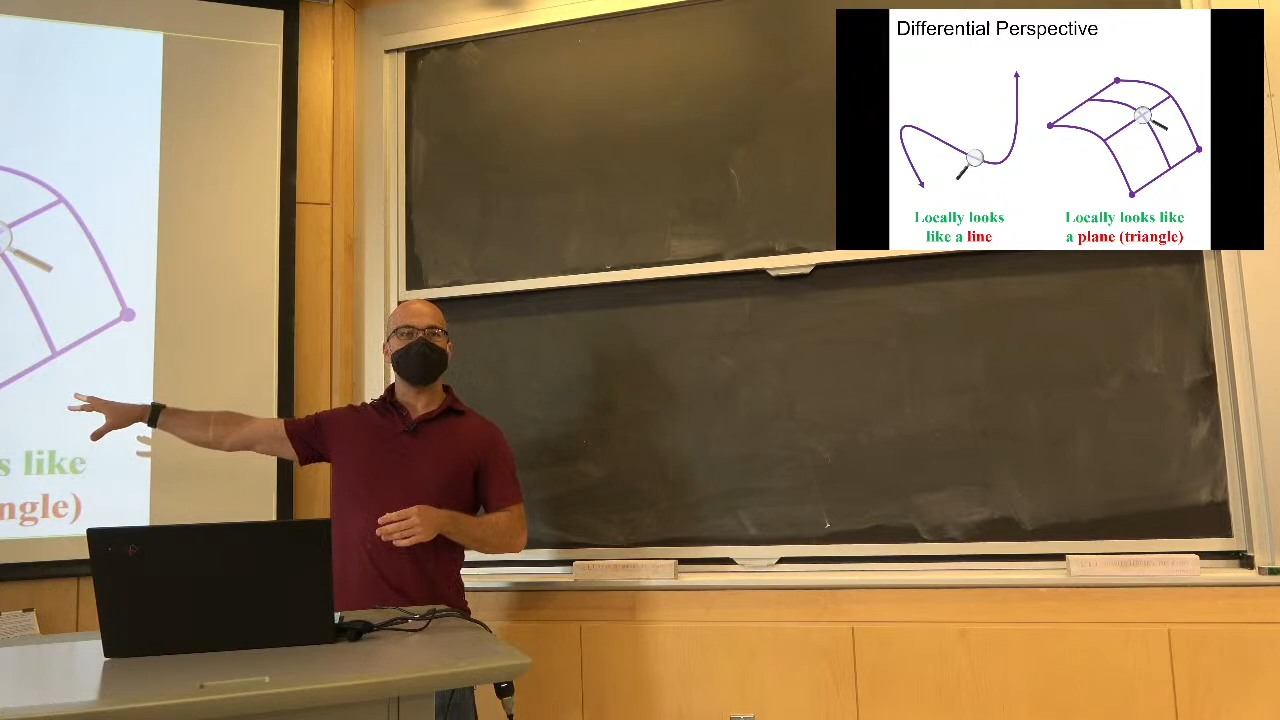 Differential Perspective
Locally looks
like a line
Locally looks like
a plane (triangle)
s like
ngle)